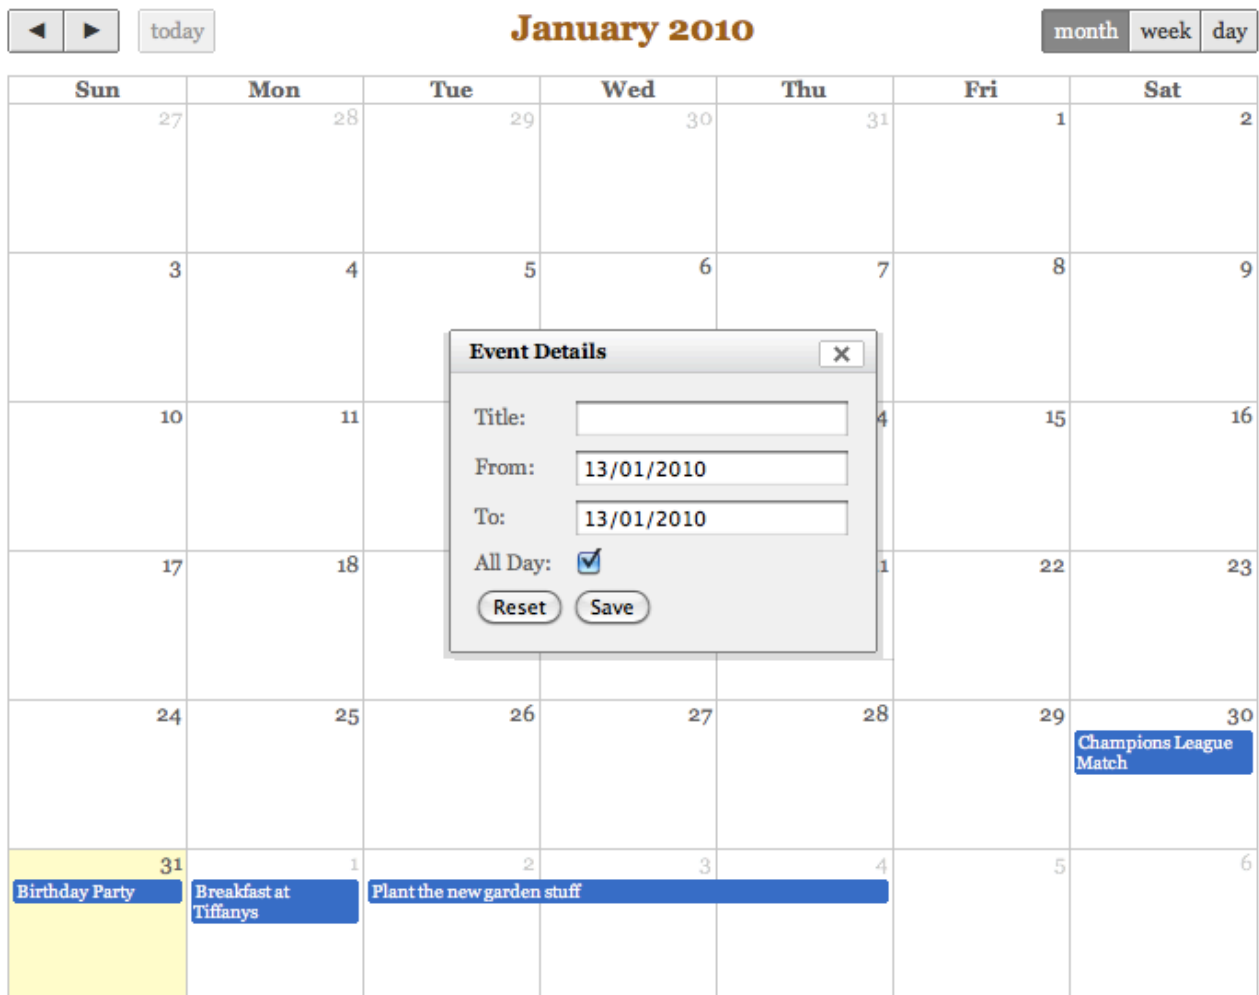 ◄ ► today January 2010 month week day
Sun Mon Tue Wed Thu Fri Sat
27 28 29 30 31 1 2
3 4 5 6 7 8 9
Event Details
10 11 4 15 16
Title:
From: 13/01/2010
To: 13/01/2010
17 18 1 22 23
All Day:
Reset Save
24 25 26 27 28 29 30
Champions League
Match
31 1 2 3 4 5 6
Birthday Party Breakfast at Plant the new garden stuff
Tiffanys